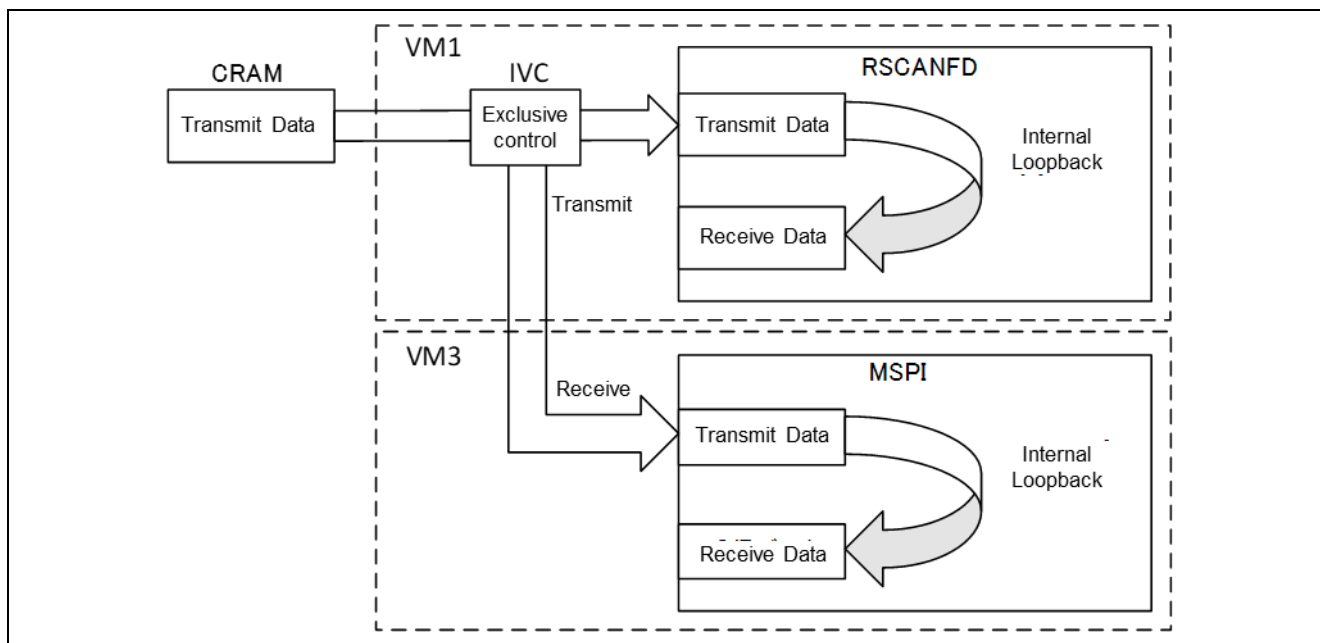 VM1
CRAM
IVC
RSCANFD
Transmit Data
Exclusive
control
Transmit Data
Internal
Loopback
Transmit
Receive Data
VM3
MSPI
Receive
Transmit Data
Internal
Loopback
Receive Data